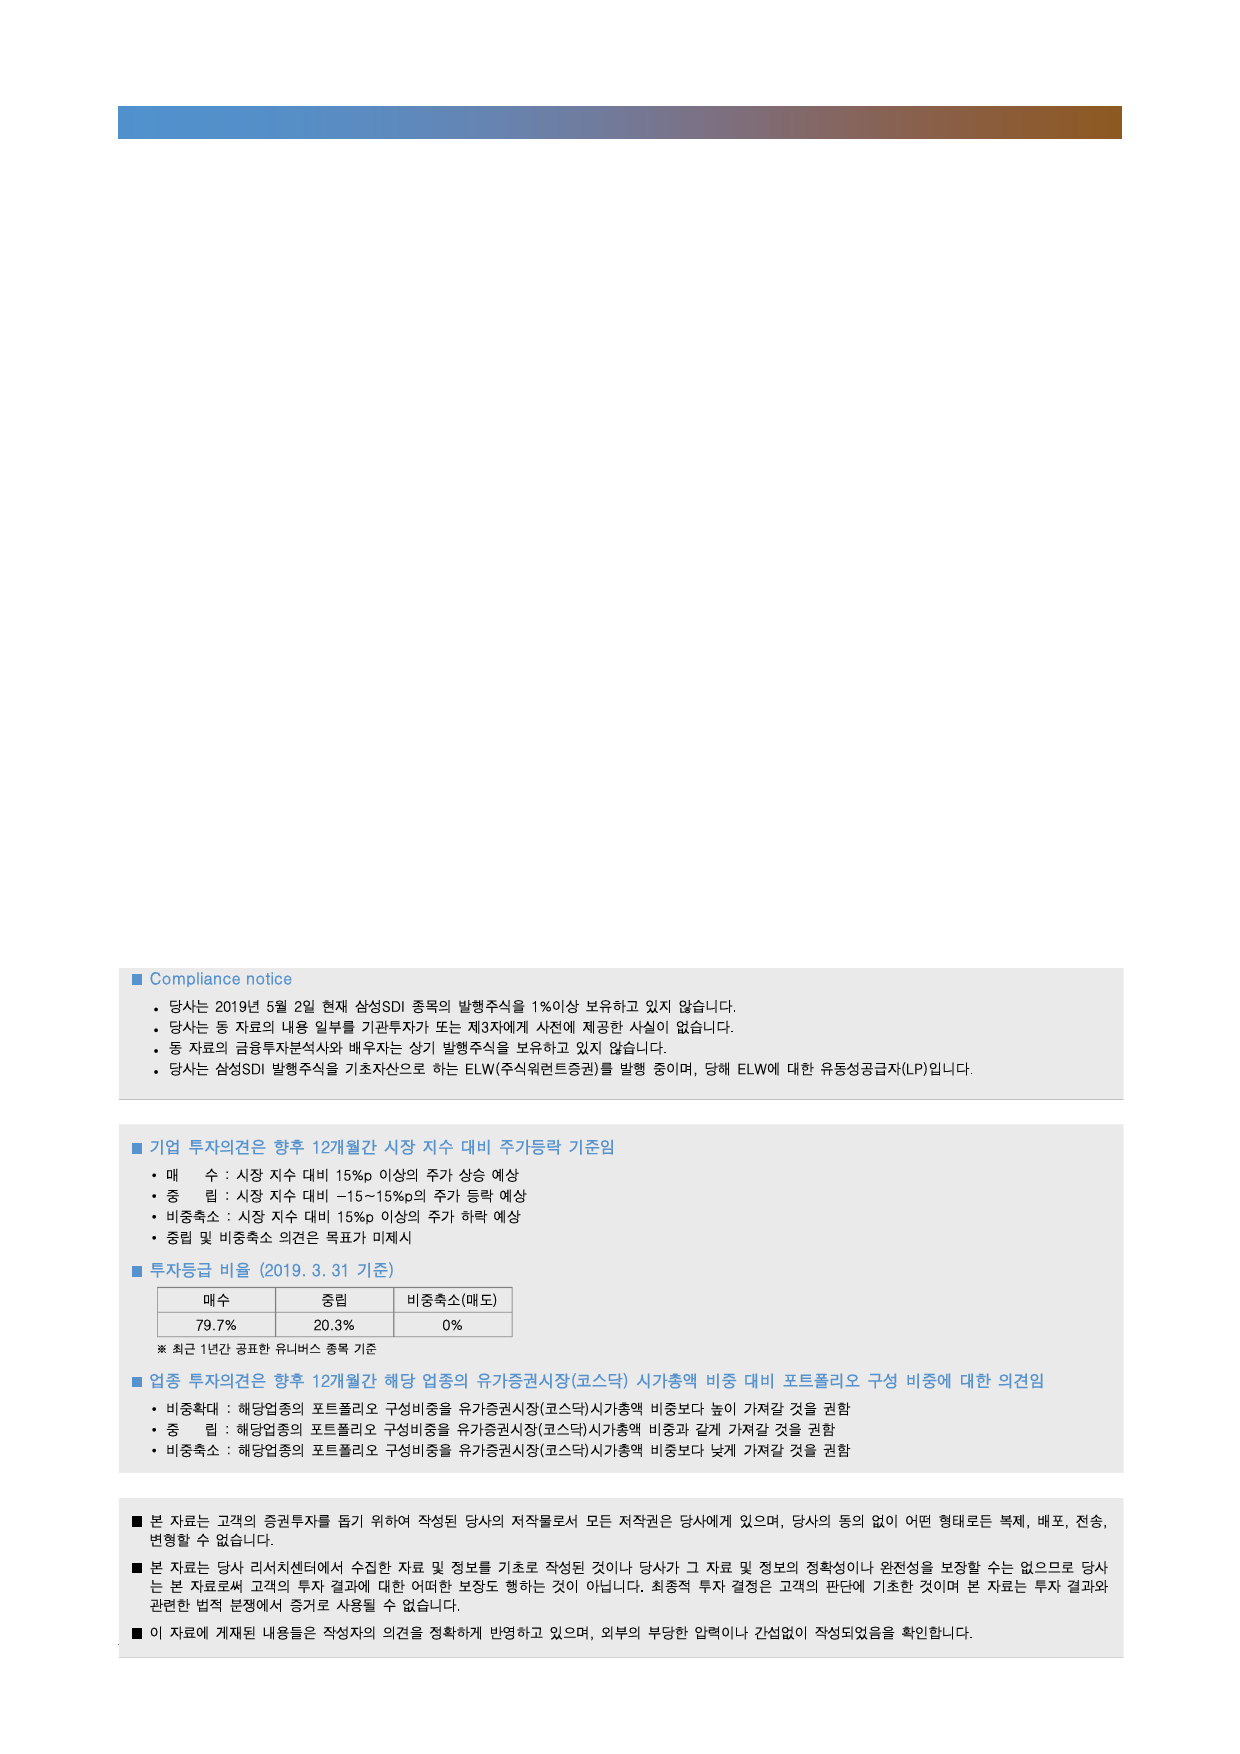 ■ Compliance notice
• 당사는 2019년 5월 2일 현재 삼성SDI 종목의 발행주식을 1%이상 보유하고 있지 않습니다.
• 당사는 동 자료의 내용 일부를 기관투자가 또는 제3자에게 사전에 제공한 사실이 없습니다.
• 동 자료의 금융투자분석사와 배우자는 상기 발행주식을 보유하고 있지 않습니다.
• 당사는 삼성SDI 발행주식을 기초자산으로 하는 ELW(주식워런트증권)를 발행 중이며, 당해 ELW에 대한 유동성공급자(LP)입니다.
■ 기업 투자의견은 향후 12개월간 시장 지수 대비 주가등락 기준임
• 매 수 : 시장 지수 대비 15%p 이상의 주가 상승 예상
• 중 립 : 시장 지수 대비 -15~15%p의 주가 등락 예상
• 비중축소 : 시장 지수 대비 15%p 이상의 주가 하락 예상
• 중립 및 비중축소 의견은 목표가 미제시
■ 투자등급 비율 (2019. 3. 31 기준)
매수 중립 비중축소(매도)
79.7% 20.3% 0%
※ 최근 1년간 공표한 유니버스 종목 기준
■ 업종 투자의견은 향후 12개월간 해당 업종의 유가증권시장(코스닥) 시가총액 비중 대비 포트폴리오 구성 비중에 대한 의견임
• 비중확대 : 해당업종의 포트폴리오 구성비중을 유가증권시장(코스닥)시가총액 비중보다 높이 가져갈 것을 권함
• 중 립 : 해당업종의 포트폴리오 구성비중을 유가증권시장(코스닥)시가총액 비중과 같게 가져갈 것을 권함
• 비중축소 : 해당업종의 포트폴리오 구성비중을 유가증권시장(코스닥)시가총액 비중보다 낮게 가져갈 것을 권함
■ 본 자료는 고객의 증권투자를 돕기 위하여 작성된 당사의 저작물로서 모든 저작권은 당사에게 있으며, 당사의 동의 없이 어떤 형태로든 복제, 배포, 전송,
변형할 수 없습니다.
■ 본 자료는 당사 리서치센터에서 수집한 자료 및 정보를 기초로 작성된 것이나 당사가 그 자료 및 정보의 정확성이나 완전성을 보장할 수는 없으므로 당사
는 본 자료로써 고객의 투자 결과에 대한 어떠한 보장도 행하는 것이 아닙니다. 최종적 투자 결정은 고객의 판단에 기초한 것이며 본 자료는 투자 결과와
관련한 법적 분쟁에서 증거로 사용될 수 없습니다.
■ 이 자료에 게재된 내용들은 작성자의 의견을 정확하게 반영하고 있으며, 외부의 부당한 압력이나 간섭없이 작성되었음을 확인합니다.